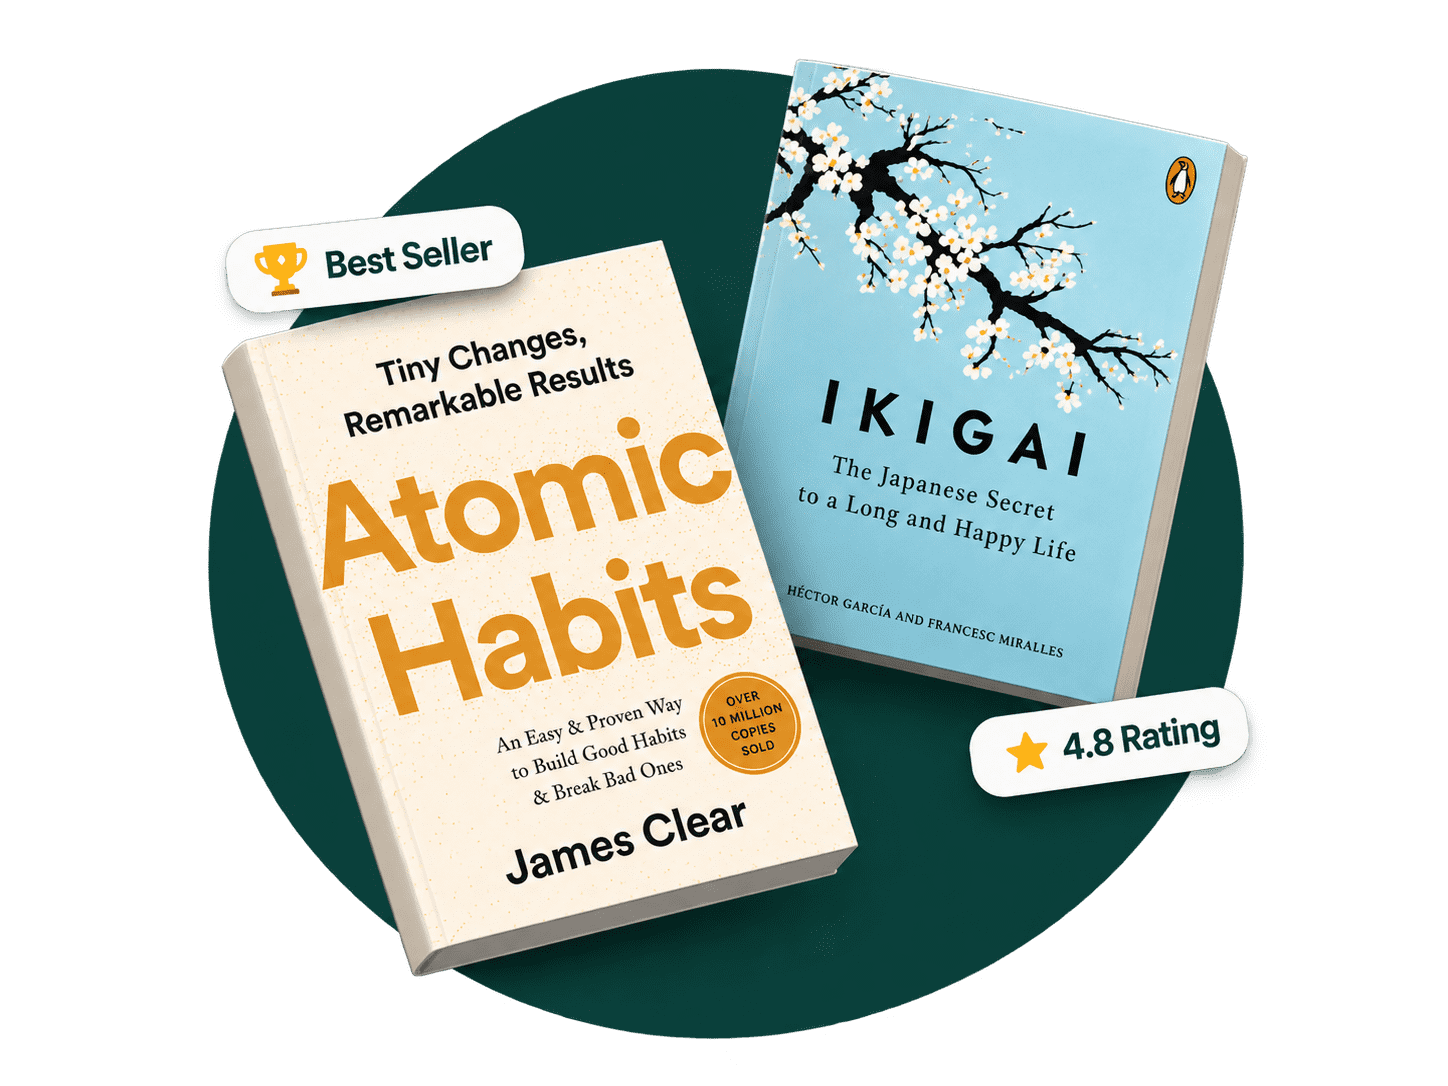 Best Seller
Tiny Changes,
Remarkable Results
Atomic
Habits
An Easy & Proven Way
to Build Good Habits
& Break Bad Ones
OVER
10 MILLION
COPIES
SOLD
James Clear
IKIGAI
The Japanese Secret
to a Long and Happy Life
HÉCTOR GARCÍA AND FRANCESC MIRALLES
4.8 Rating